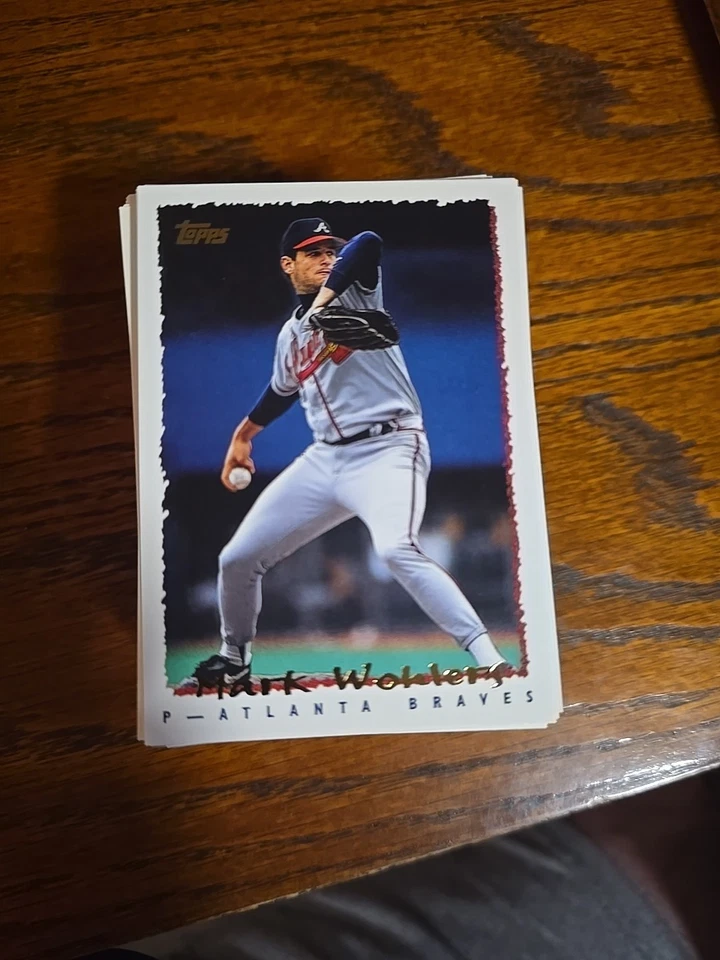 Topps
Mark Wohlers
P—ATLANTA BRAVES